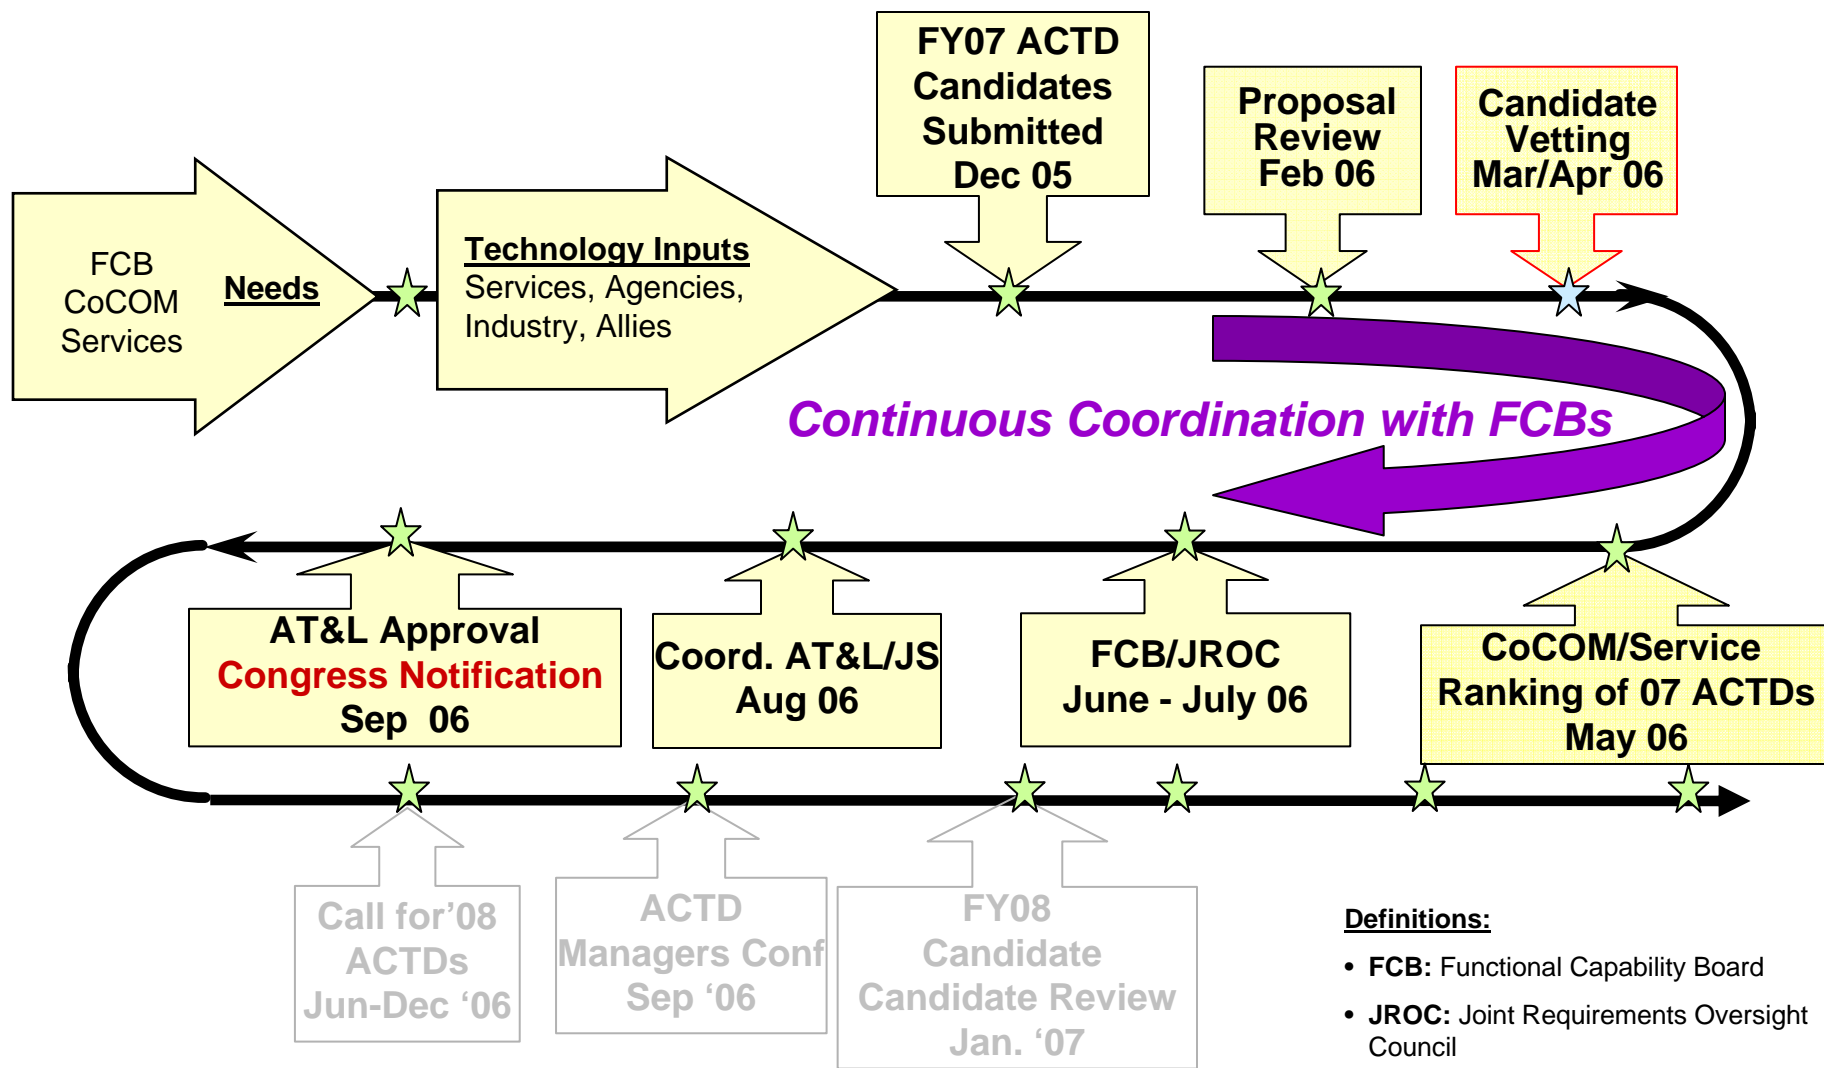 FCB
CoCOM
Services
Needs
Technology Inputs
Services, Agencies,
Industry, Allies
FY07 ACTD
Candidates
Submitted
Dec 05
Proposal
Review
Feb 06
Candidate
Vetting
Mar/Apr 06
Continuous Coordination with FCBs
AT&L Approval
Congress Notification
Sep 06
Coord. AT&L/JS
Aug 06
FCB/JROC
June - July 06
CoCOM/Service
Ranking of 07 ACTDs
May 06
Call for’08
ACTDs
Jun-Dec ‘06
ACTD
Managers Conf
Sep ‘06
FY08
Candidate
Candidate Review
Jan. ‘07
Definitions:
• FCB: Functional Capability Board
• JROC: Joint Requirements Oversight
Council